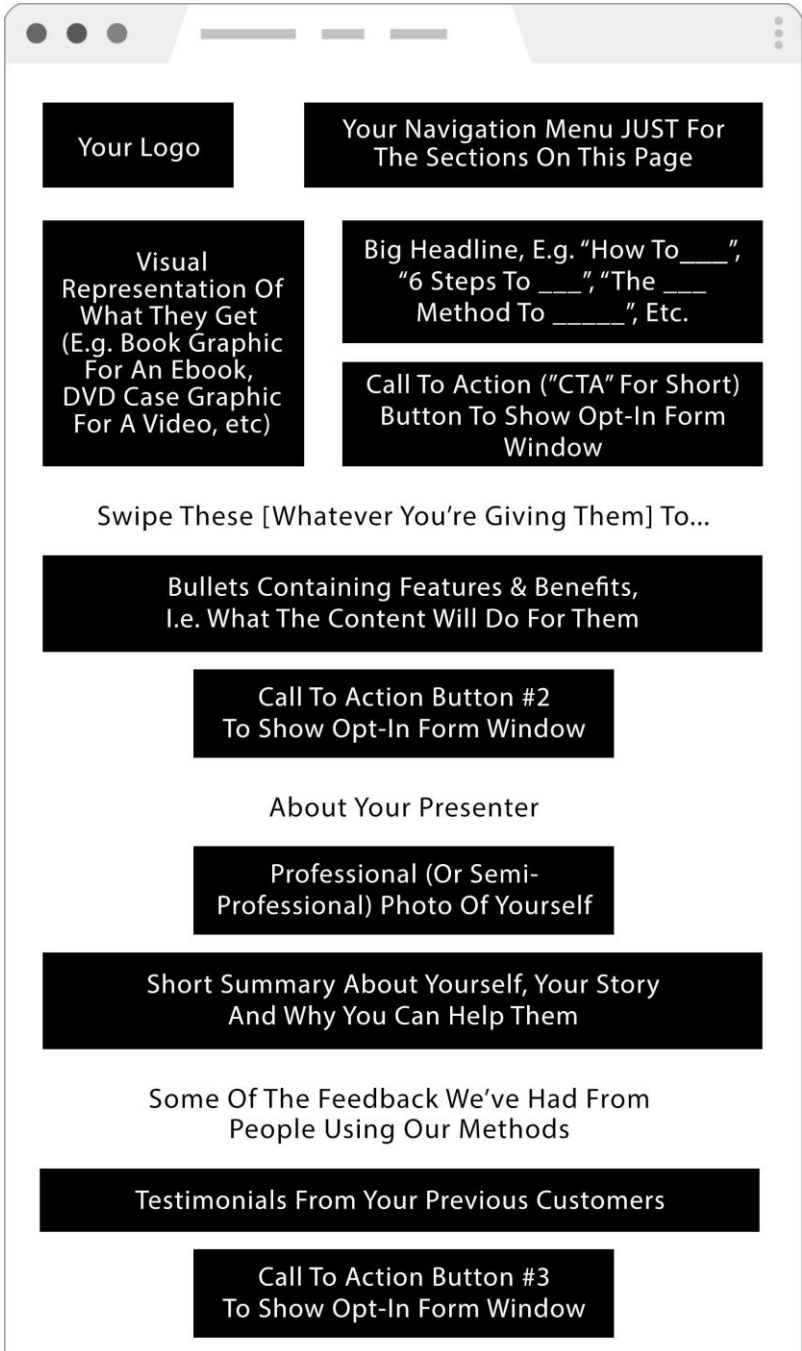 Your Logo
Your Navigation Menu JUST For
The Sections On This Page
Visual
Representation Of
What They Get
(E.g. Book Graphic
For An Ebook,
DVD Case Graphic
For A Video, etc)
Big Headline, E.g. “How To___”,
“6 Steps To ___”, “The ___
Method To _____”, Etc.
Call To Action (”CTA” For Short)
Button To Show Opt-In Form
Window
Swipe These [Whatever You’re Giving Them] To...
Bullets Containing Features & Benefits,
I.e. What The Content Will Do For Them
Call To Action Button #2
To Show Opt-In Form Window
About Your Presenter
Professional (Or Semi-
Professional) Photo Of Yourself
Short Summary About Yourself, Your Story
And Why You Can Help Them
Some Of The Feedback We’ve Had From
People Using Our Methods
Testimonials From Your Previous Customers
Call To Action Button #3
To Show Opt-In Form Window